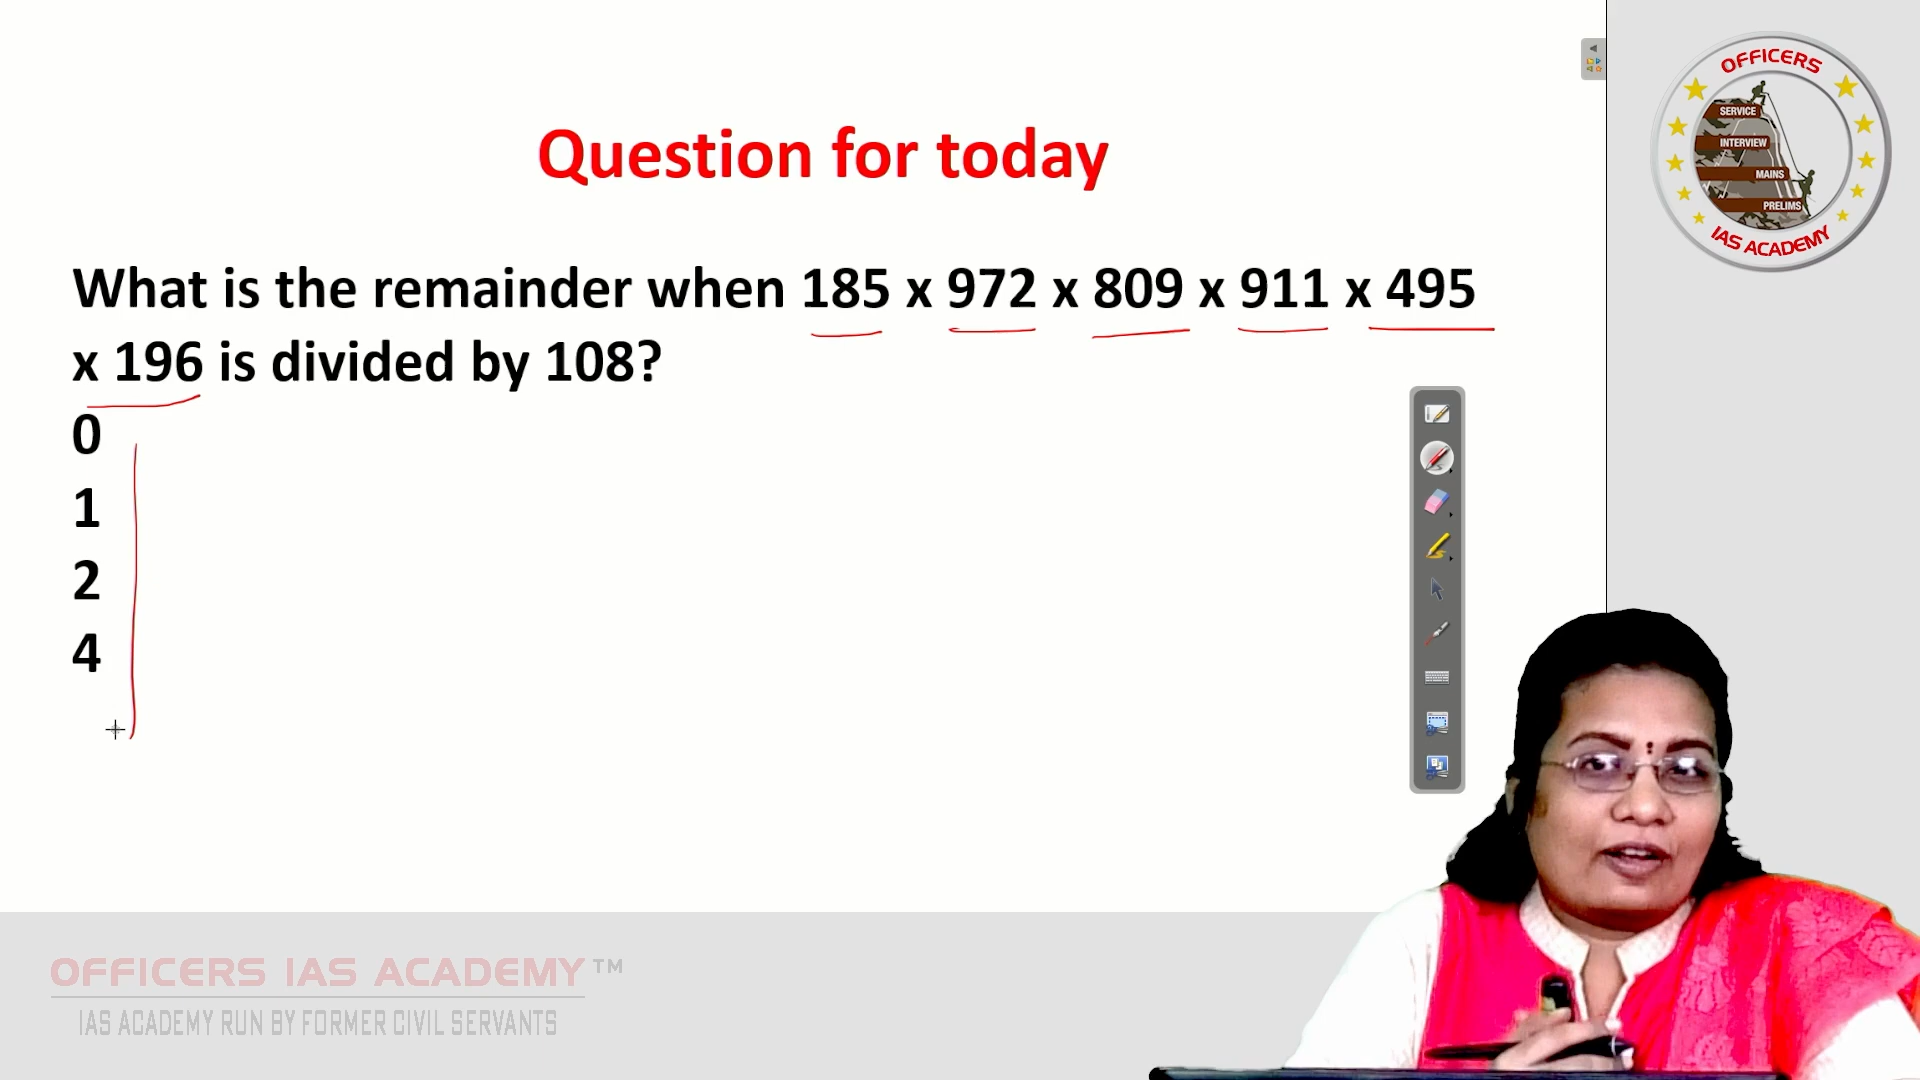 OFFICERS
SERVICE
INTERVIEW
MAINS
PRELIMS
IAS ACADEMY
Question for today
What is the remainder when 185 x 972 x 809 x 911 x 495
x 196 is divided by 108?
0
1
2
4
OFFICERS IAS ACADEMY™
IAS ACADEMY RUN BY FORMER CIVIL SERVANTS